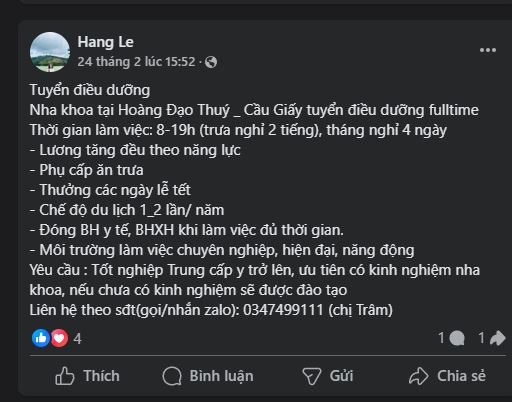 Hang Le
24 tháng 2 lúc 15:52 ·
Tuyển điều dưỡng
Nha khoa tại Hoàng Đạo Thuý _ Cầu Giấy tuyển điều dưỡng fulltime
Thời gian làm việc: 8-19h (trưa nghỉ 2 tiếng), tháng nghỉ 4 ngày
- Lương tăng đều theo năng lực
- Phụ cấp ăn trưa
- Thưởng các ngày lễ tết
- Chế độ du lịch 1_2 lần/ năm
- Đóng BH y tế, BHXH khi làm việc đủ thời gian.
- Môi trường làm việc chuyên nghiệp, hiện đại, năng động
Yêu cầu : Tốt nghiệp Trung cấp y trở lên, ưu tiên có kinh nghiệm nha
khoa, nếu chưa có kinh nghiệm sẽ được đào tạo
Liên hệ theo sđt(gọi/nhắn zalo): 0347499111 (chị Trâm)
4 1 1
Thích Bình luận Gửi Chia sẻ